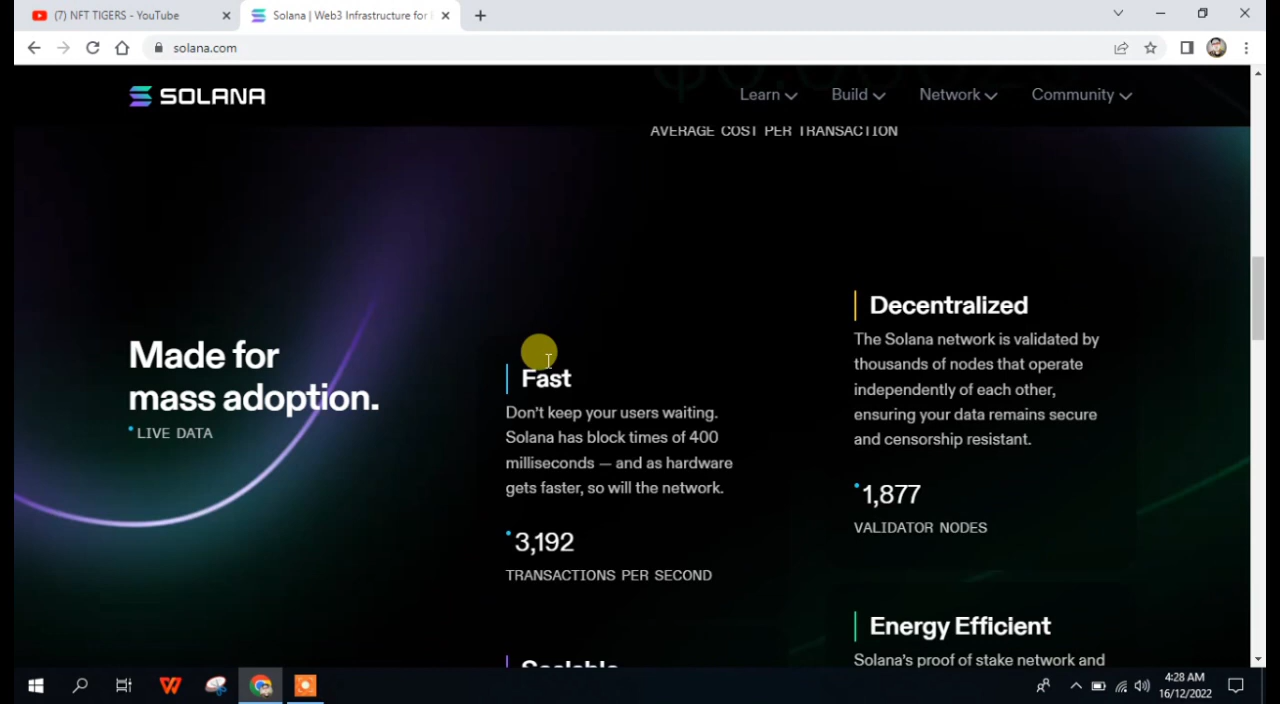 (7) NFT TIGERS - YouTube
Solana | Web3 Infrastructure for
solana.com
SOLANA
Learn
Build
Network
Community
AVERAGE COST PER TRANSACTION
Made for
mass adoption.
LIVE DATA
Fast
Don't keep your users waiting.
Solana has block times of 400
milliseconds — and as hardware
gets faster, so will the network.
3,192
TRANSACTIONS PER SECOND
Decentralized
The Solana network is validated by
thousands of nodes that operate
independently of each other,
ensuring your data remains secure
and censorship resistant.
1,877
VALIDATOR NODES
Scalable
Energy Efficient
Solana's proof of stake network and
4:28 AM
16/12/2022